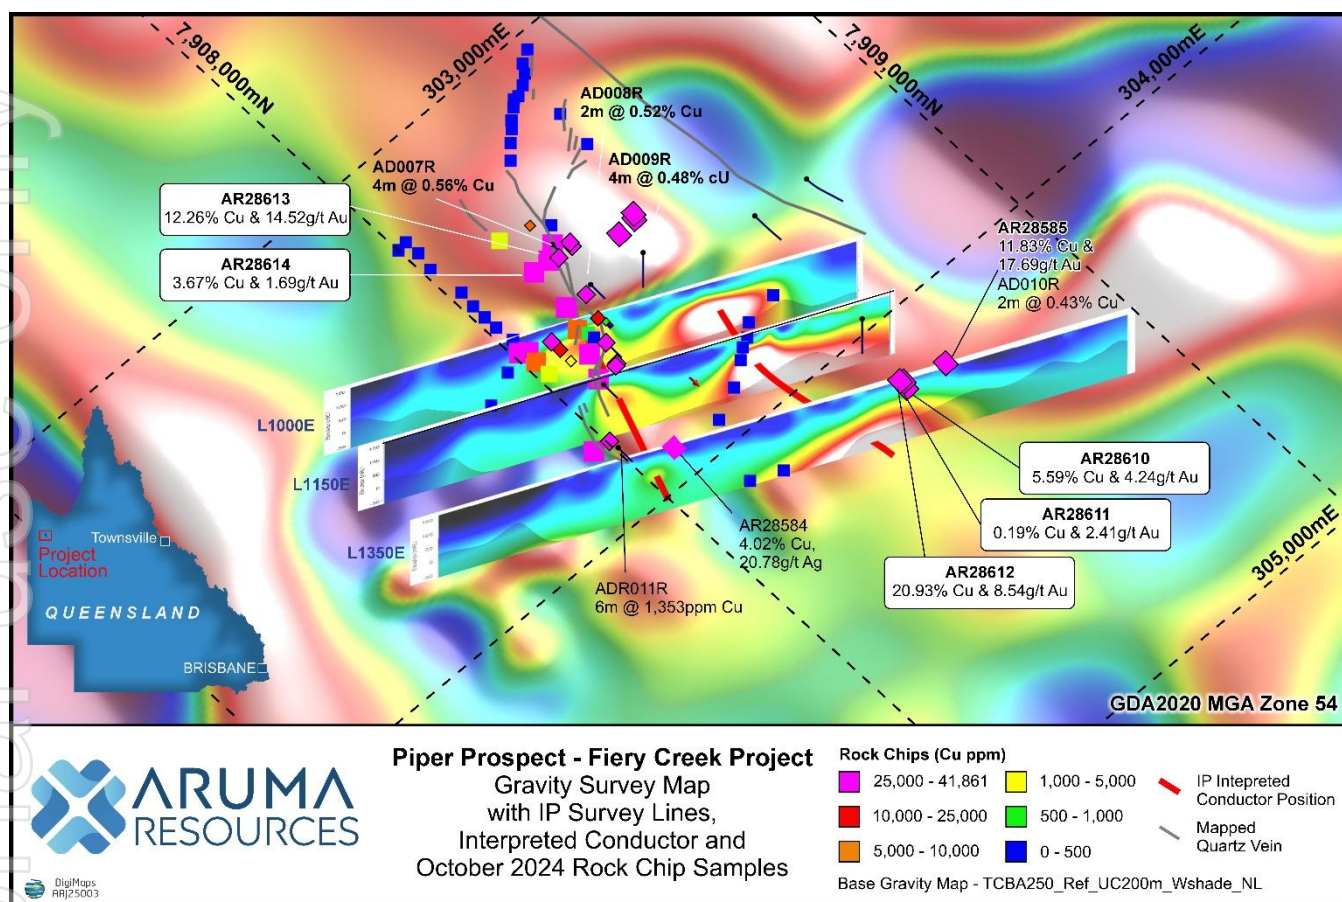 7,908,000mN
303,000mE
7,909,000mN
304,000mE
AD008R
2m @ 0.52% Cu
AD007R
4m @ 0.56% Cu
AD009R
4m @ 0.48% cU
AR28613
12.26% Cu & 14.52g/t Au
AR28614
3.67% Cu & 1.69g/t Au
AR28585
11.83% Cu &
17.69g/t Au
AD010R
2m @ 0.43% Cu
L1000E
L1150E
L1350E
AR28610
5.59% Cu & 4.24g/t Au
AR28611
0.19% Cu & 2.41g/t Au
AR28612
20.93% Cu & 8.54g/t Au
AR28584
4.02% Cu,
20.78g/t Ag
ADR011R
6m @ 1,353ppm Cu
305,000mE
Townsville
Project
Location
QUEENSLAND
BRISBANE
GDA2020 MGA Zone 54
ARUMA
RESOURCES
DigiMaps
ARJ25003
Piper Prospect - Fiery Creek Project
Gravity Survey Map
with IP Survey Lines,
Interpreted Conductor and
October 2024 Rock Chip Samples
Rock Chips (Cu ppm)
25,000 - 41,861
10,000 - 25,000
5,000 - 10,000
1,000 - 5,000
500 - 1,000
0 - 500
IP Intepreted
Conductor Position
Mapped
Quartz Vein
Base Gravity Map - TCBA250_Ref_UC200m_Wshade_NL